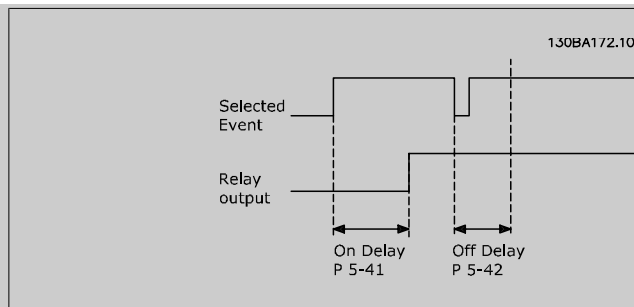 130BA172.10
Selected
Event
Relay
output
On Delay
P 5-41
Off Delay
P 5-42